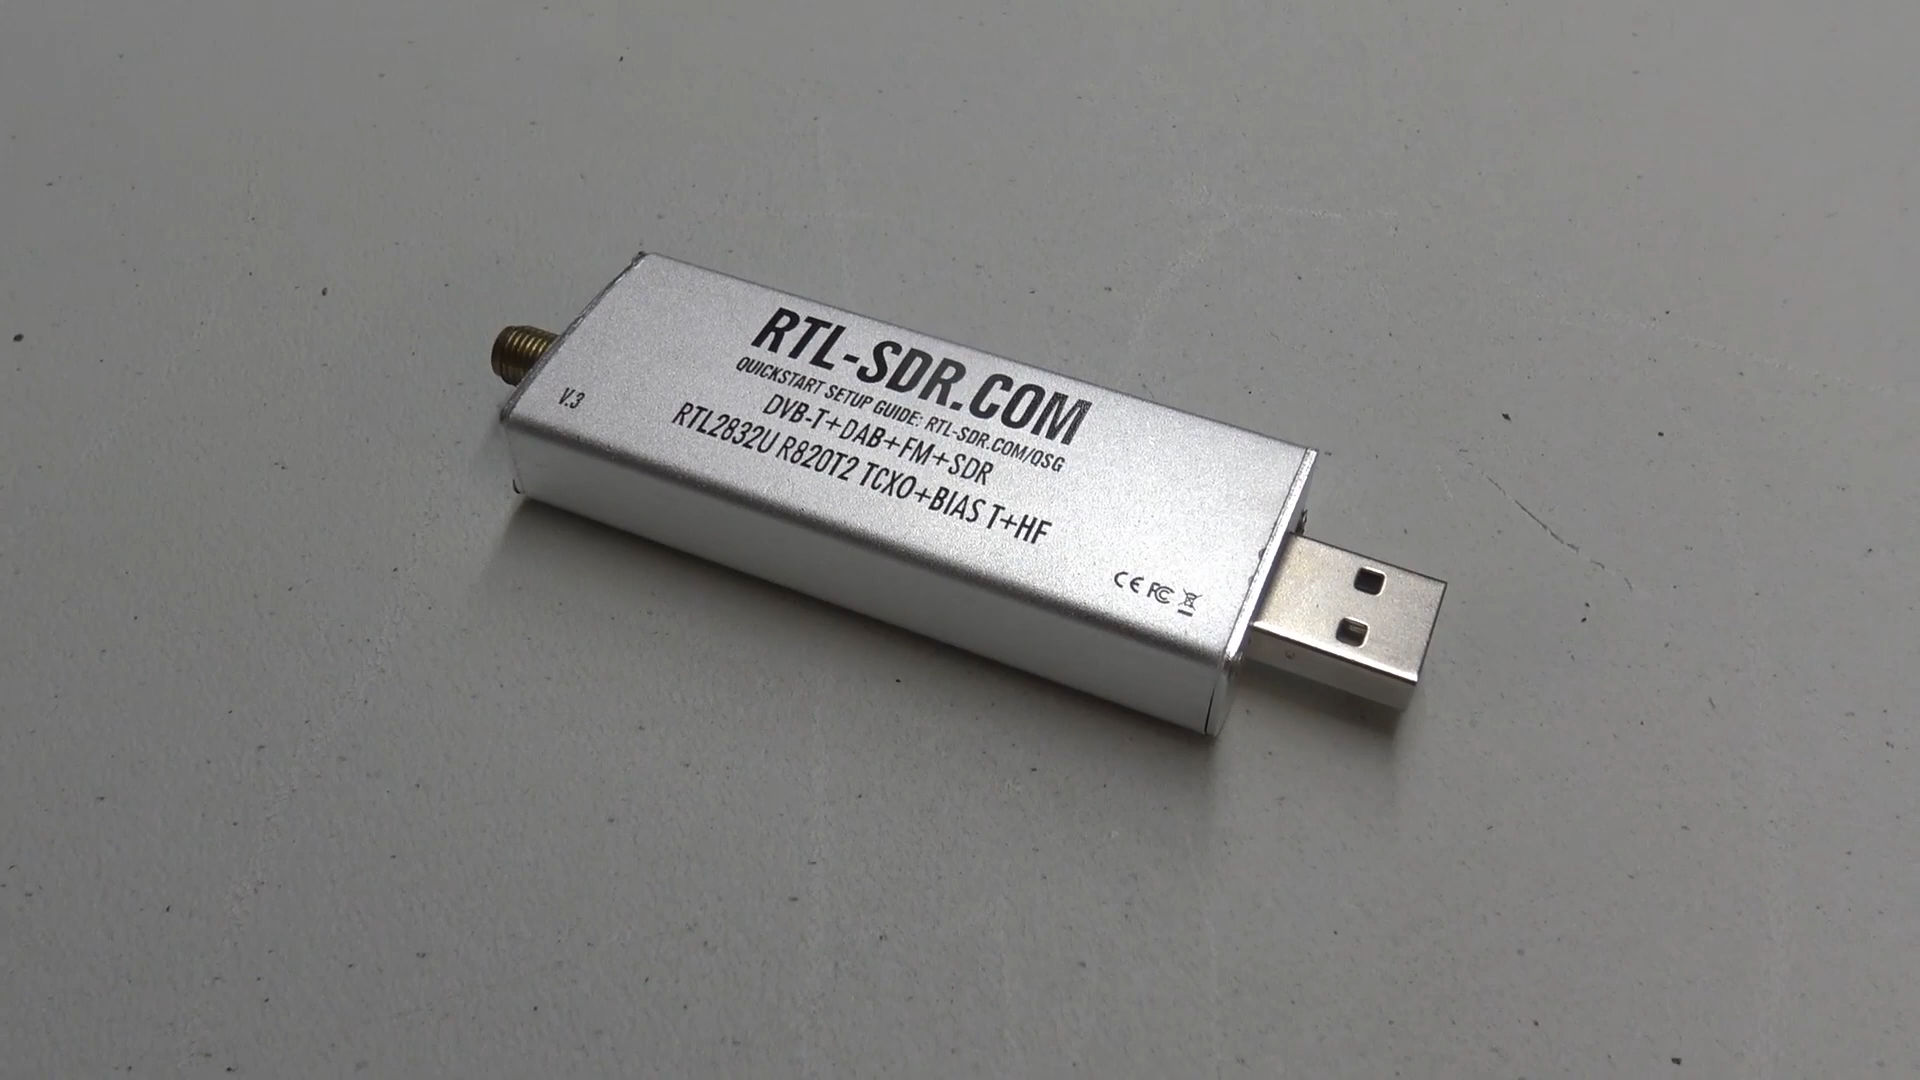 RTL-SDR.COM
QUICKSTART SETUP GUIDE: RTL-SDR.COM/QSG
DVB-T+DAB+FM+SDR
RTL2832U R820T2 TCXO+BIAS T+HF
V.3
CE FC